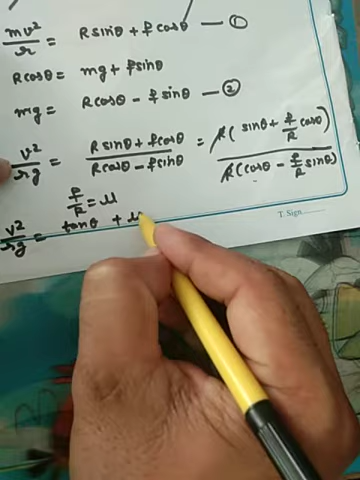 mv²/r = R sinθ + f cosθ — ①
R cosθ = mg + f sinθ
mg = R cosθ - f sinθ — ②
v²/rg = (R sinθ + f cosθ)/(R cosθ - f sinθ) = R(sinθ + f/R cosθ)/R(cosθ - f/R sinθ)
f/R = μ
v²/rg = tanθ + μ
T. Sign